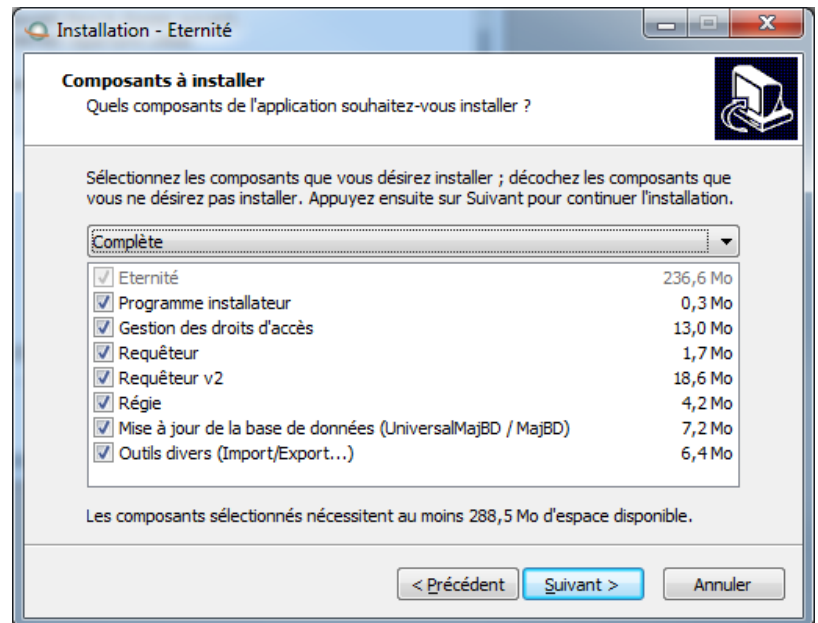 Installation - Eternité
Composants à installer
Quels composants de l'application souhaitez-vous installer ?
Sélectionnez les composants que vous désirez installer ; décochez les composants que
vous ne désirez pas installer. Appuyez ensuite sur Suivant pour continuer l'installation.
Complète
Eternité 236,6 Mo
Programme installateur 0,3 Mo
Gestion des droits d'accès 13,0 Mo
Requêteur 1,7 Mo
Requêteur v2 18,6 Mo
Régie 4,2 Mo
Mise à jour de la base de données (UniversalMajBD / MajBD) 7,2 Mo
Outils divers (Import/Export...) 6,4 Mo
Les composants sélectionnés nécessitent au moins 288,5 Mo d'espace disponible.
< Précédent Suivant > Annuler